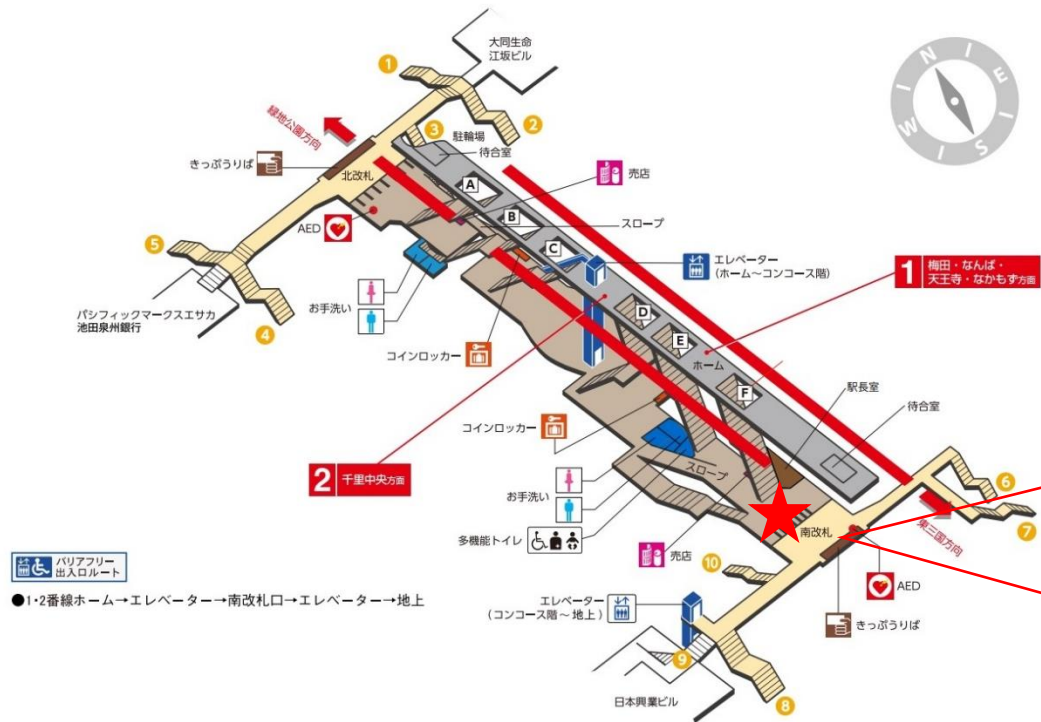 大同生命
江坂ビル
1
2
緑地公園方向
3
駐輪場
待合室
きっぷうりば
北改札
A
売店
B
スロープ
AED
C
エレベーター
(ホーム～コンコース階)
5
お手洗い
1
梅田・なんば・
天王寺・なかもず方面
パシフィックマークスエサカ
池田泉州銀行
4
D
E
コインロッカー
ホーム
F
駅長室
待合室
コインロッカー
2
千里中央方面
スロープ
お手洗い
6
7
東三国方向
多機能トイレ
南改札
売店
10
AED
バリアフリー
出入口ルート
●1・2番線ホーム→エレベーター→南改札口→エレベーター→地上
エレベーター
(コンコース階～地上)
きっぷうりば
9
8
日本興業ビル
N
E
S
W